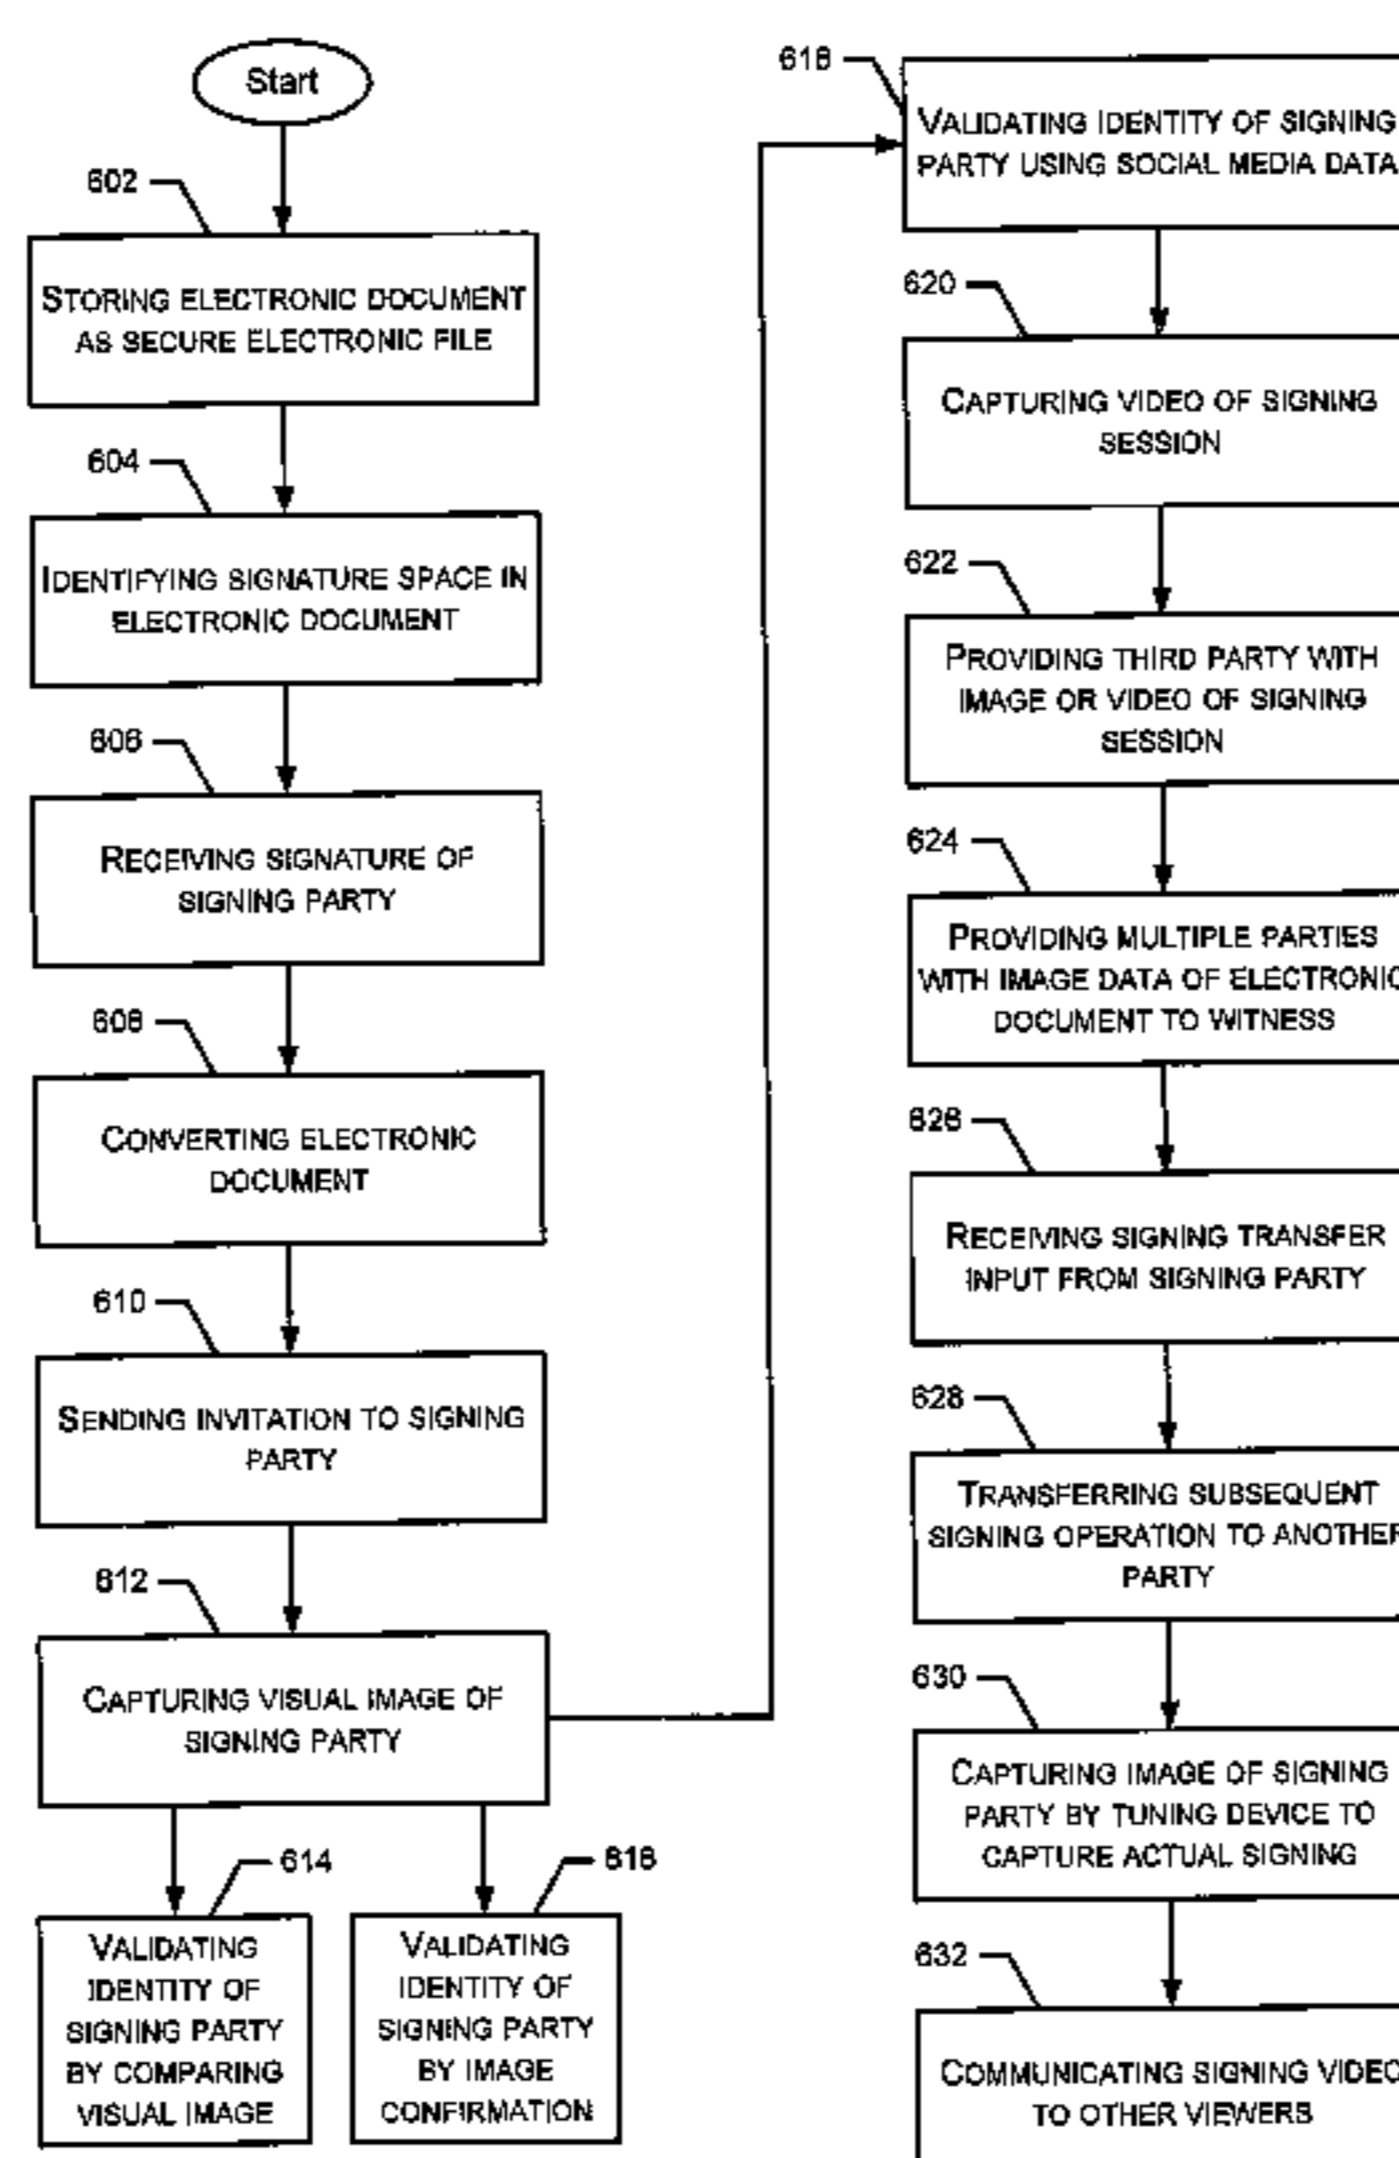 Start
602
STORING ELECTRONIC DOCUMENT
AS SECURE ELECTRONIC FILE
604
IDENTIFYING SIGNATURE SPACE IN
ELECTRONIC DOCUMENT
606
RECEIVING SIGNATURE OF
SIGNING PARTY
608
CONVERTING ELECTRONIC
DOCUMENT
610
SENDING INVITATION TO SIGNING
PARTY
612
CAPTURING VISUAL IMAGE OF
SIGNING PARTY
614
VALIDATING
IDENTITY OF
SIGNING PARTY
BY COMPARING
VISUAL IMAGE
616
VALIDATING
IDENTITY OF
SIGNING PARTY
BY IMAGE
CONFIRMATION
618
VALIDATING IDENTITY OF SIGNING
PARTY USING SOCIAL MEDIA DATA
620
CAPTURING VIDEO OF SIGNING
SESSION
622
PROVIDING THIRD PARTY WITH
IMAGE OR VIDEO OF SIGNING
SESSION
624
PROVIDING MULTIPLE PARTIES
WITH IMAGE DATA OF ELECTRONIC
DOCUMENT TO WITNESS
626
RECEIVING SIGNING TRANSFER
INPUT FROM SIGNING PARTY
628
TRANSFERRING SUBSEQUENT
SIGNING OPERATION TO ANOTHER
PARTY
630
CAPTURING IMAGE OF SIGNING
PARTY BY TUNING DEVICE TO
CAPTURE ACTUAL SIGNING
632
COMMUNICATING SIGNING VIDEO
TO OTHER VIEWERS